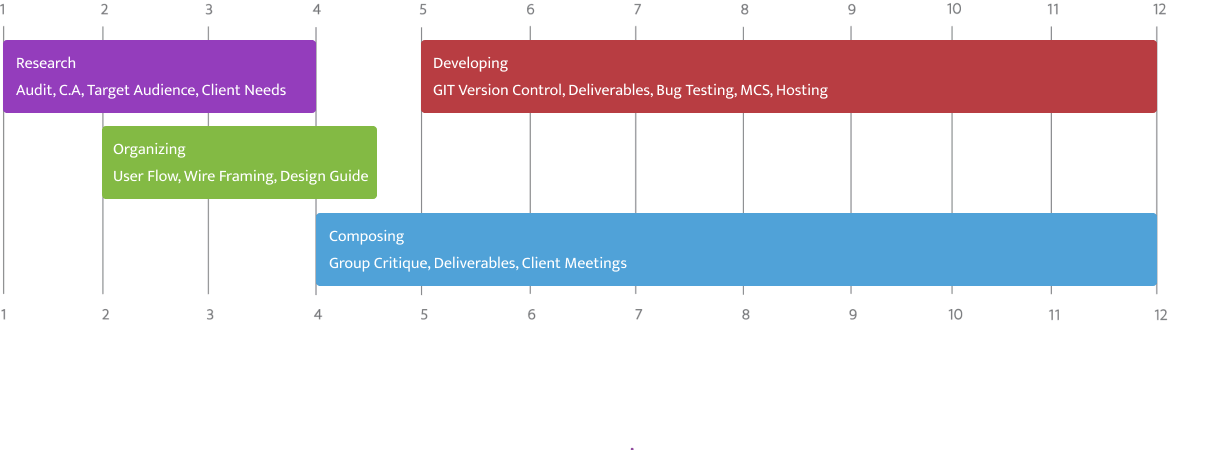 1 2 3 4 5 6 7 8 9 10 11 12
Research
Audit, C.A, Target Audience, Client Needs
Developing
GIT Version Control, Deliverables, Bug Testing, MCS, Hosting
Organizing
User Flow, Wire Framing, Design Guide
Composing
Group Critique, Deliverables, Client Meetings
1 2 3 4 5 6 7 8 9 10 11 12